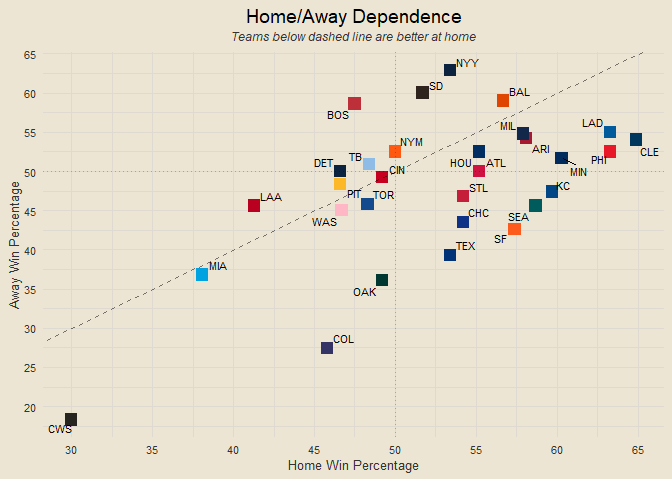 Home/Away Dependence
Teams below dashed line are better at home
65
60
55
50
45
40
35
30
25
20
Away Win Percentage
NYY
SD
BAL
BOS
MIL
LAD
NYM
ARI
CLE
TB
DET
HOU
ATL
PHI
CIN
MIN
PIT
TOR
STL
KC
LAA
WAS
CHC
SEA
SF
TEX
MIA
OAK
COL
CWS
30
35
40
45
50
55
60
65
Home Win Percentage